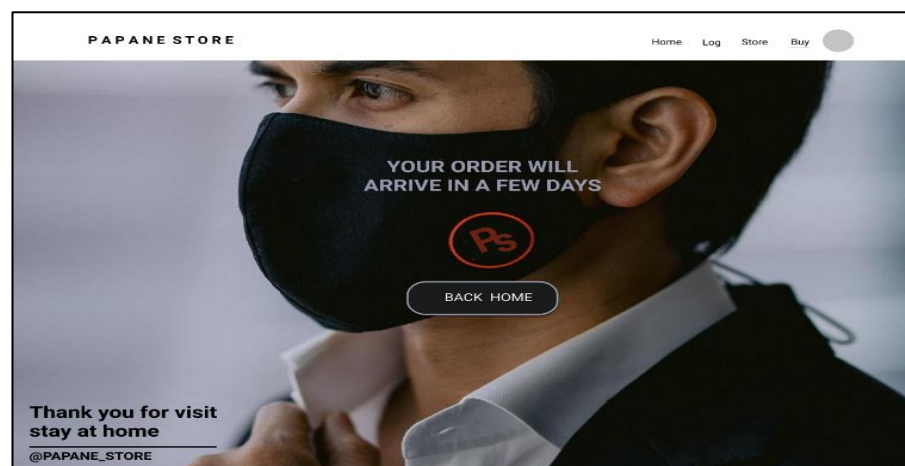 PAPANE STORE
Home Log Store Buy
YOUR ORDER WILL
ARRIVE IN A FEW DAYS
Ps
BACK HOME
Thank you for visit
stay at home
@PAPANE_STORE